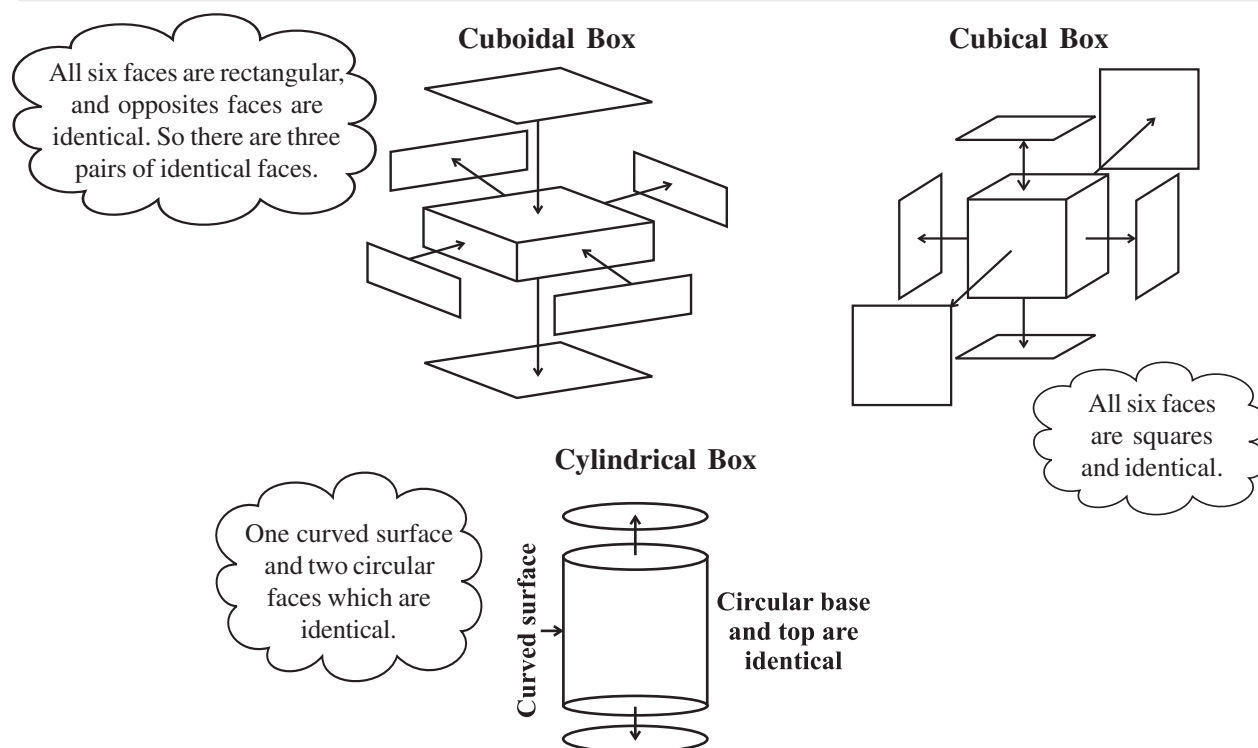 Cuboidal Box
Cubical Box
All six faces are rectangular,
and opposites faces are
identical. So there are three
pairs of identical faces.
All six faces
are squares
and identical.
Cylindrical Box
One curved surface
and two circular
faces which are
identical.
Curved surface
Circular base
and top are
identical